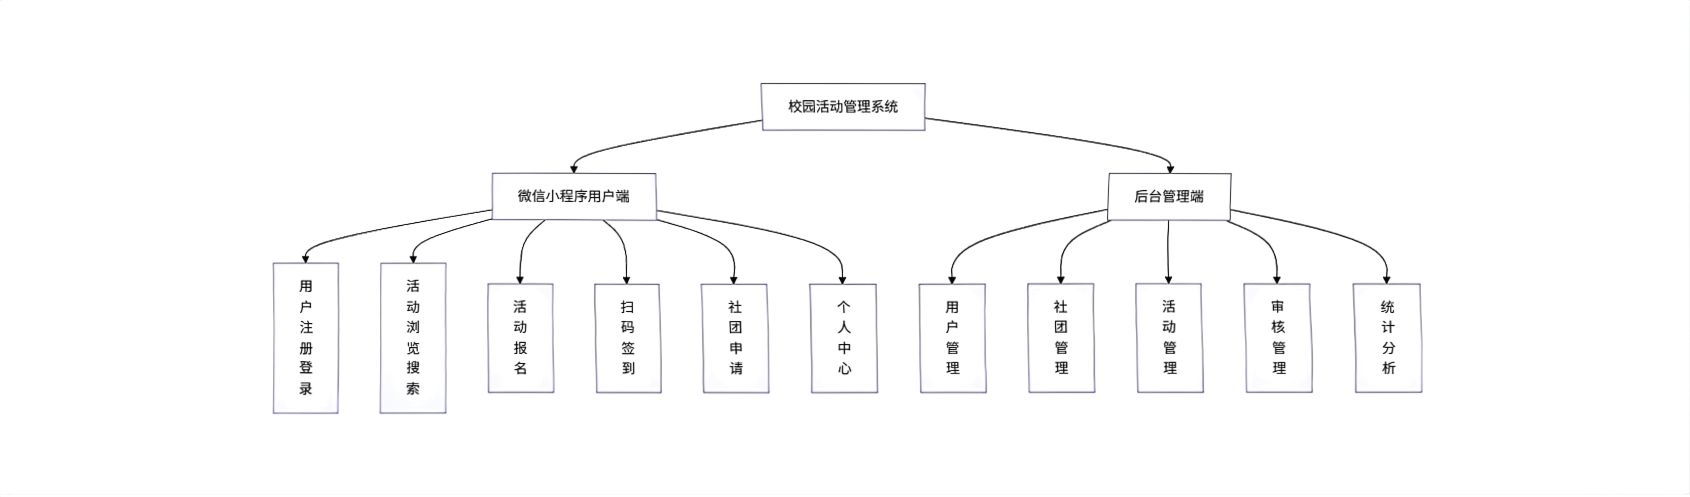 校园活动管理系统
微信小程序用户端
后台管理端
用户注册登录
活动浏览搜索
活动报名
扫码签到
社团申请
个人中心
用户管理
社团管理
活动管理
审核管理
统计分析